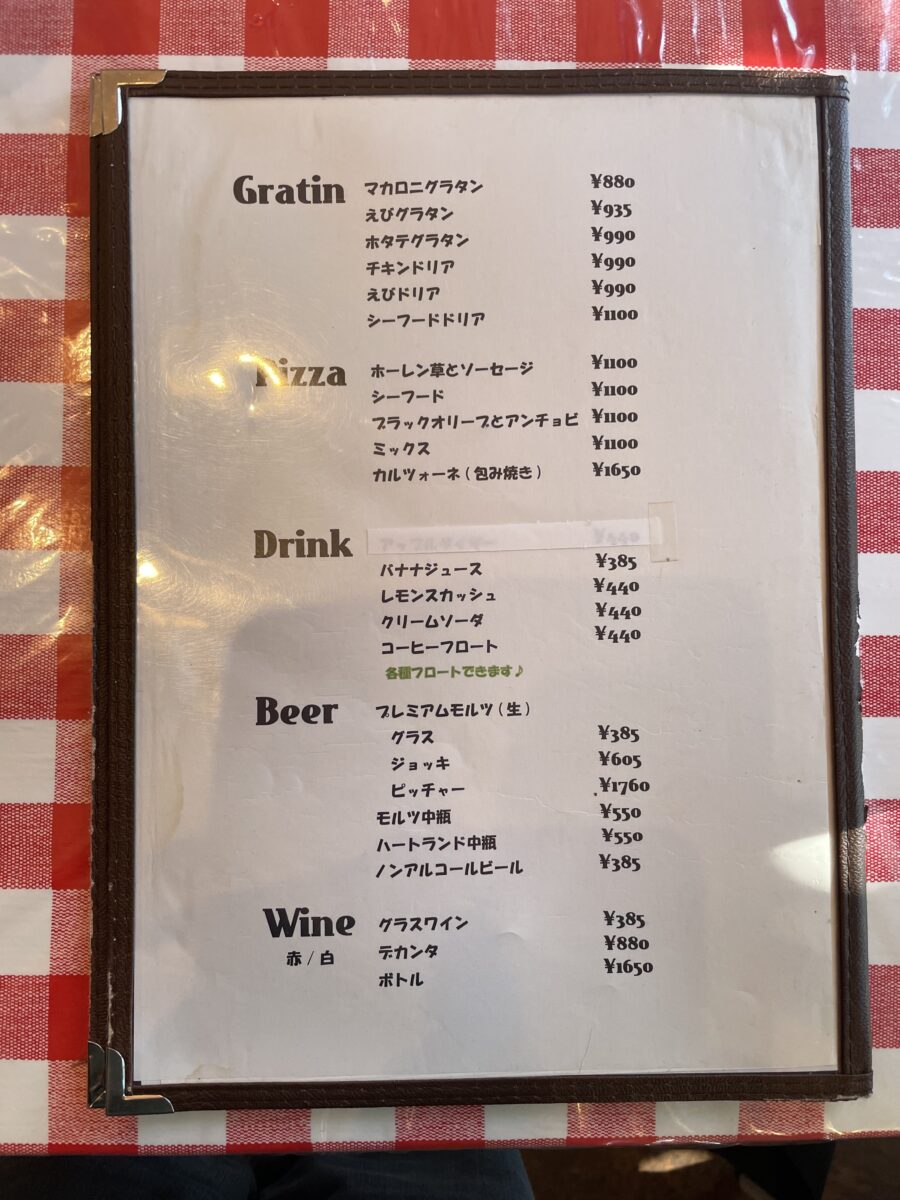 Gratin マカロニグラタン ¥880
えびグラタン ¥935
ホタテグラタン ¥990
チキンドリア ¥990
えびドリア ¥990
シーフードドリア ¥1100
Pizza ホーレン草とソーセージ ¥1100
シーフード ¥1100
ブラックオリーブとアンチョビ ¥1100
ミックス ¥1100
カルツォーネ(包み焼き) ¥1650
Drink ¥440
バナナジュース ¥385
レモンスカッシュ ¥440
クリームソーダ ¥440
コーヒーフロート ¥440
各種フロートできます♪
Beer プレミアムモルツ(生)
グラス ¥385
ジョッキ ¥605
ピッチャー ¥1760
モルツ中瓶 ¥550
ハートランド中瓶 ¥550
ノンアルコールビール ¥385
Wine グラスワイン ¥385
赤/白 デカンタ ¥880
ボトル ¥1650